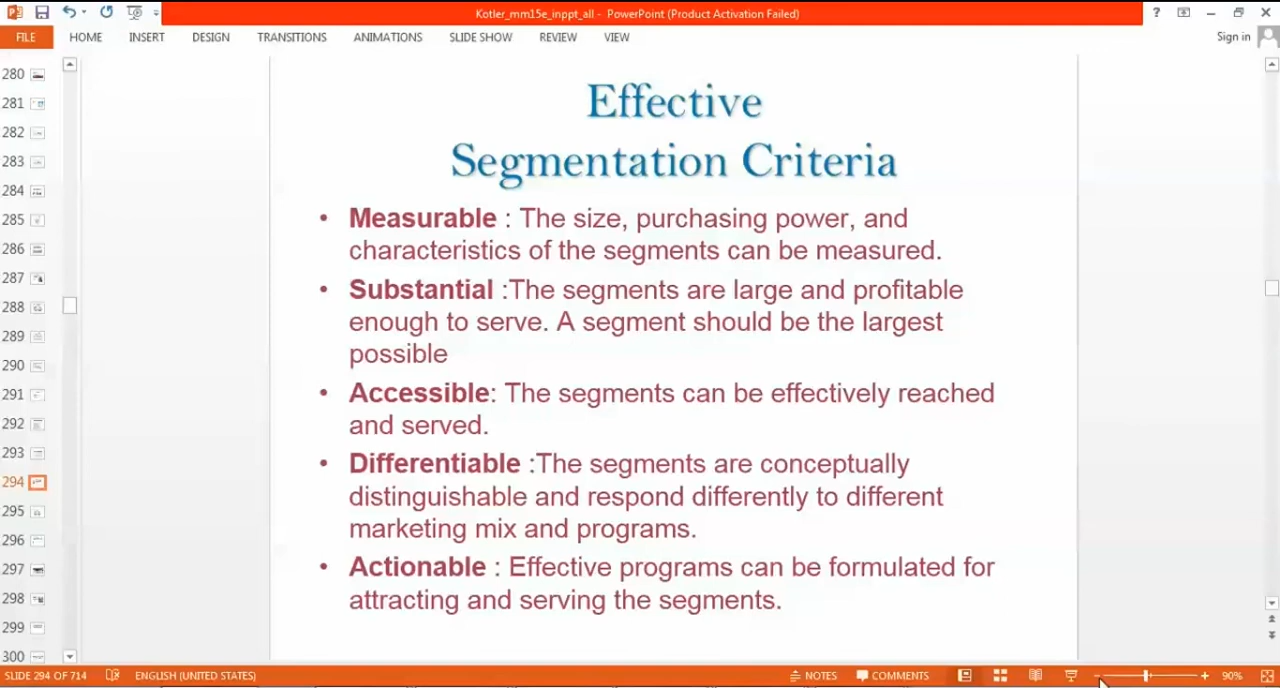 Kotler_mm15e_inppt_all - PowerPoint (Product Activation Failed)
?
FILE HOME INSERT DESIGN TRANSITIONS ANIMATIONS SLIDE SHOW REVIEW VIEW Sign in
280
281
282
283
284
285
286
287
288
289
290
291
292
293
294
295
296
297
298
299
300
Effective
Segmentation Criteria
• Measurable : The size, purchasing power, and
characteristics of the segments can be measured.
• Substantial :The segments are large and profitable
enough to serve. A segment should be the largest
possible
• Accessible: The segments can be effectively reached
and served.
• Differentiable :The segments are conceptually
distinguishable and respond differently to different
marketing mix and programs.
• Actionable : Effective programs can be formulated for
attracting and serving the segments.
SLIDE 294 OF 714 ENGLISH (UNITED STATES) NOTES COMMENTS 90%